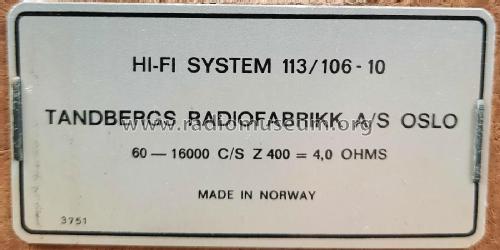 HI-FI SYSTEM 113/106-10
TANDBERGS RADIOFABRIKK A/S OSLO
© www.radiomuseum.org
60 — 16000 C/S Z 400 = 4,0 OHMS
MADE IN NORWAY
3751